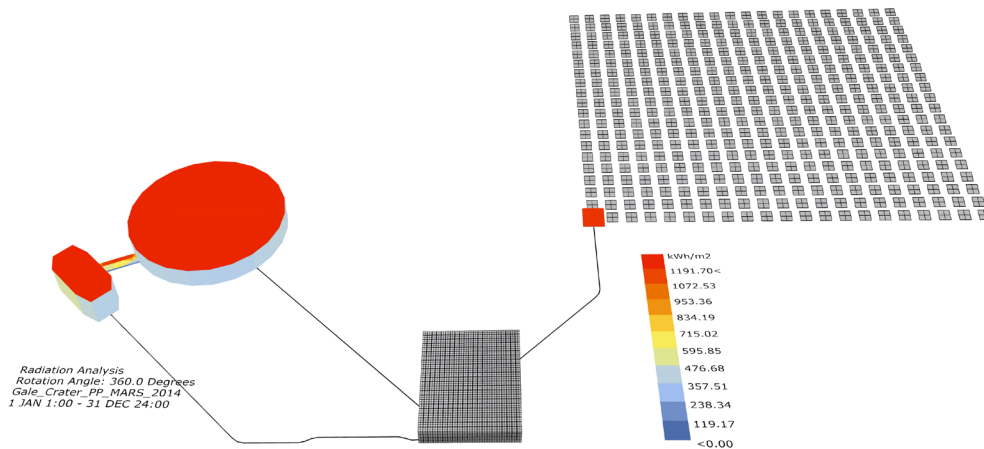 kWh/m2
1191.70<
1072.53
953.36
834.19
715.02
595.85
476.68
357.51
238.34
119.17
<0.00
Radiation Analysis
Rotation Angle: 360.0 Degrees
Gale_Crater_PP_MARS_2014
1 JAN 1:00 - 31 DEC 24:00